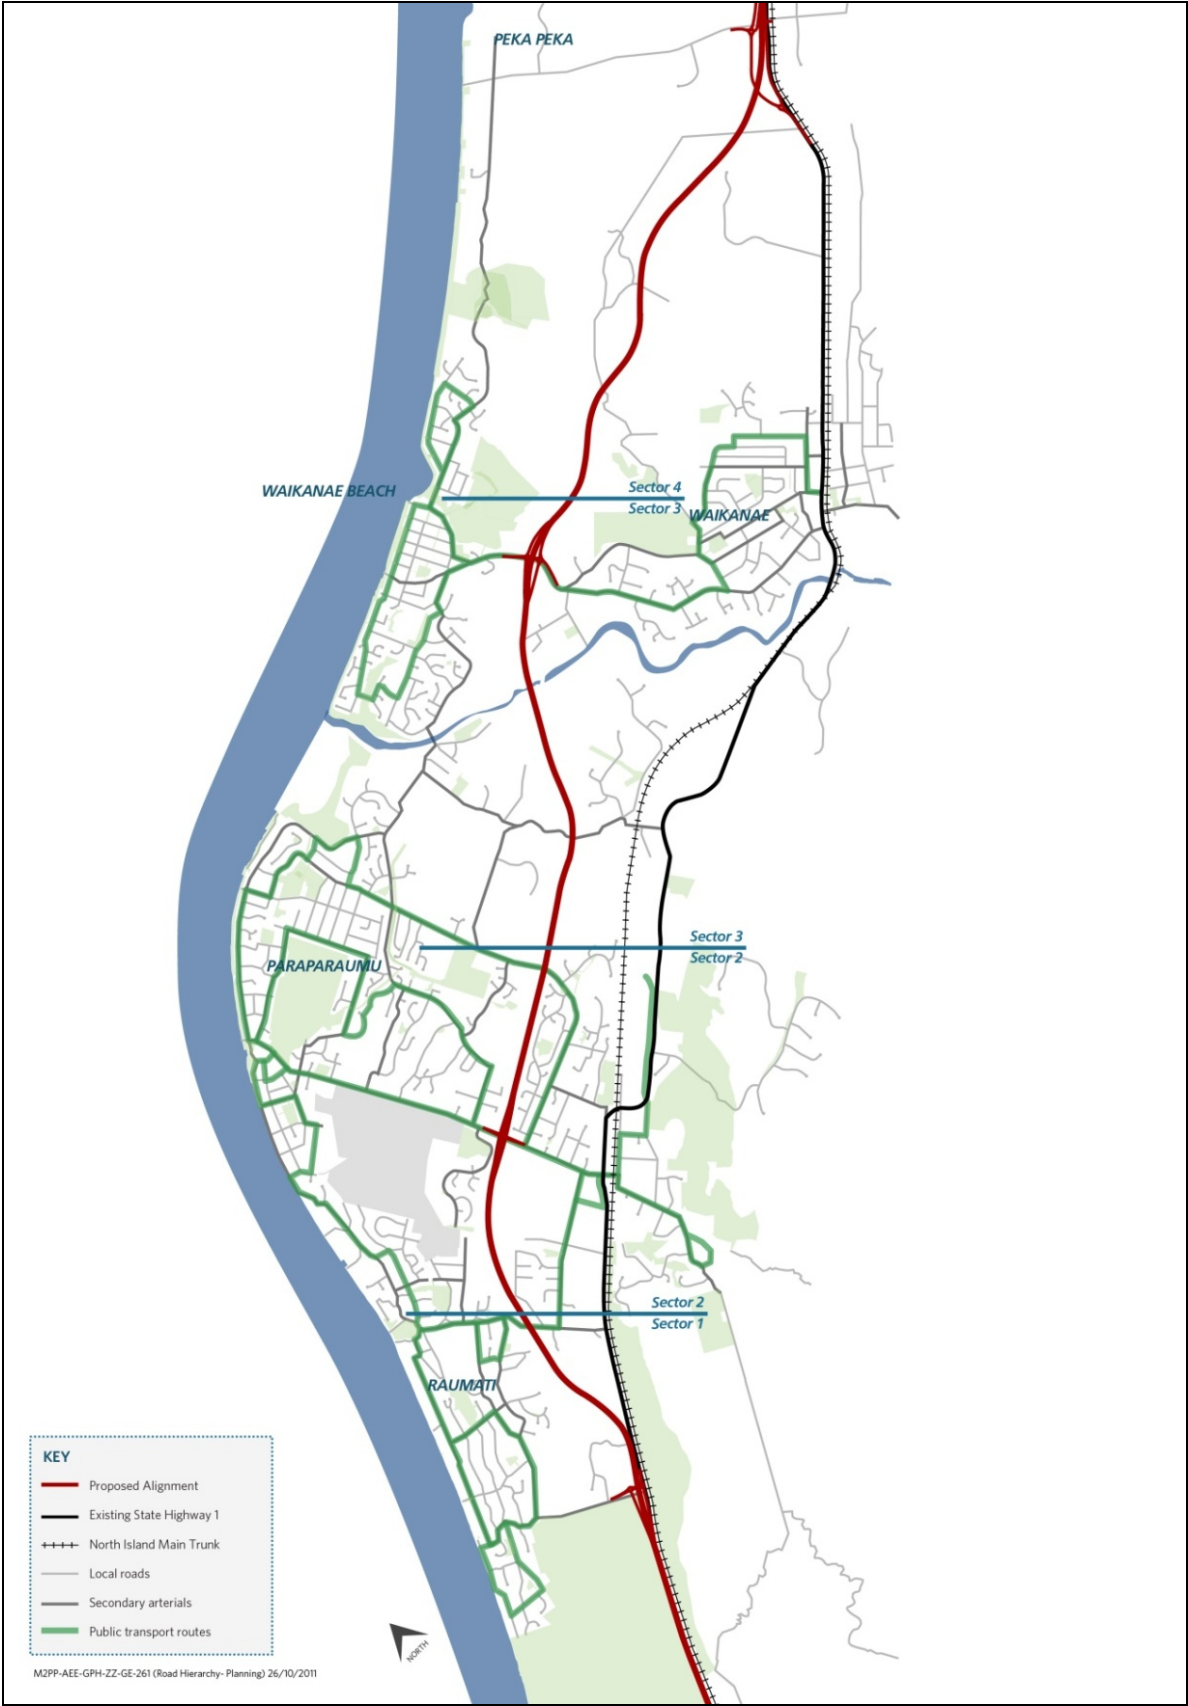 PEKA PEKA
WAIKANAE BEACH
Sector 4
Sector 3
WAIKANAE
Sector 3
Sector 2
PARAPARAUMU
Sector 2
Sector 1
RAUMATI
KEY
Proposed Alignment
Existing State Highway 1
North Island Main Trunk
Local roads
Secondary arterials
Public transport routes
NORTH
M2PP-AEE-GPH-ZZ-GE-261 (Road Hierarchy- Planning) 26/10/2011